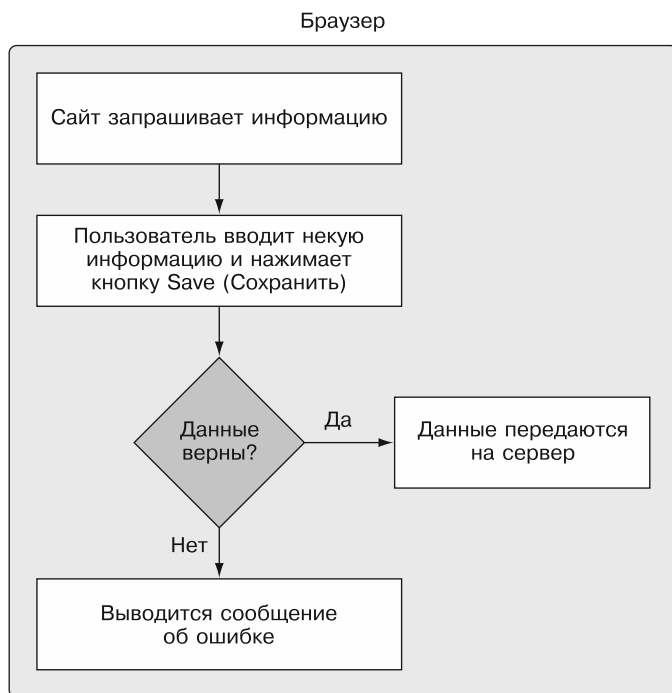 Браузер
Сайт запрашивает информацию
Пользователь вводит некую
информацию и нажимает
кнопку Save (Сохранить)
Данные
верны?
Да
Данные передаются
на сервер
Нет
Выводится сообщение
об ошибке